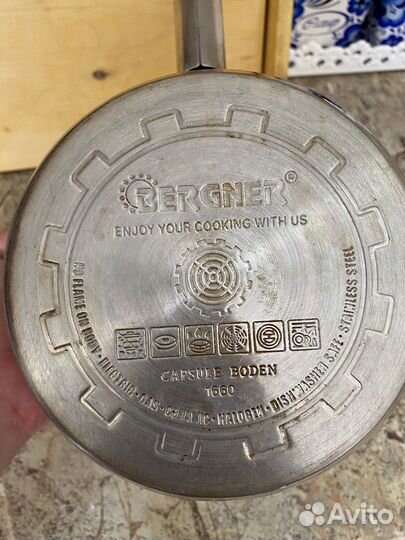 BERGNER®
ENJOY YOUR COOKING WITH US
CAPSULE BODEN
1660
NO FLAME ON BODY · ELECTRIC · GAS · CERAMIC · HALOGEN · DISHWASHER SAFE · STAINLESS STEEL
Avito